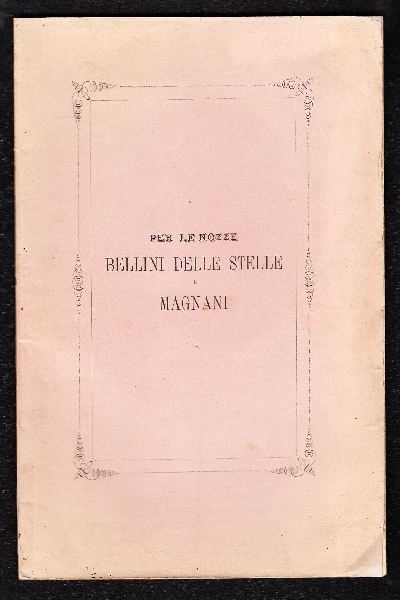 PER LE NOZZE
BELLINI DELLE STELLE
E
MAGNANI